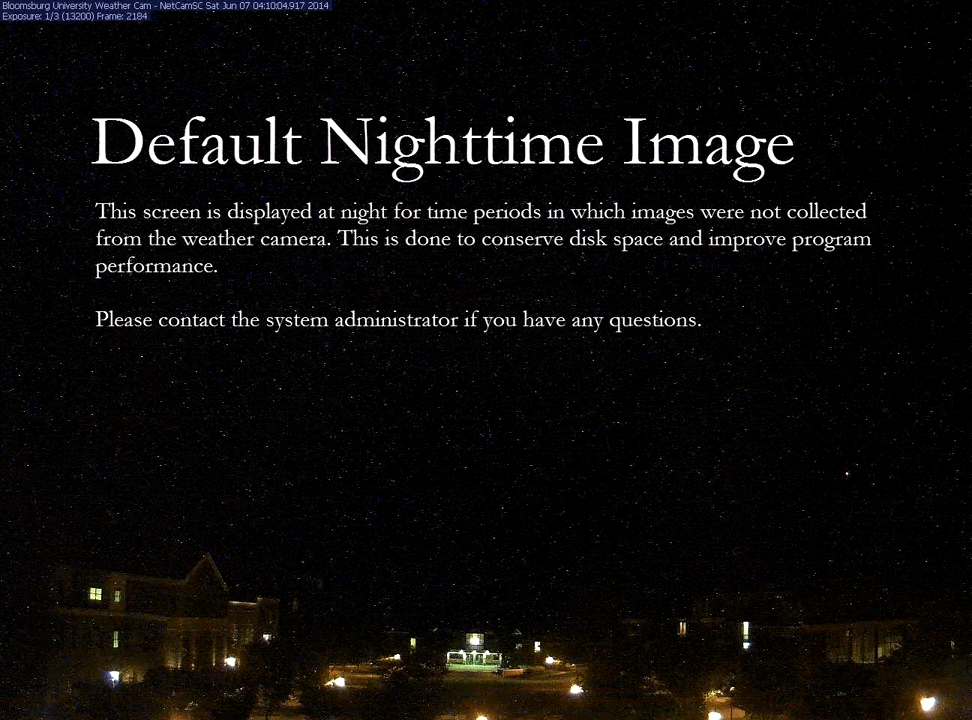 Bloomsburg University Weather Cam - NetCamSC Sat Jun 07 04:10:04.917 2014
Exposure: 1/3 (13200) Frame: 2184
Default Nighttime Image
This screen is displayed at night for time periods in which images were not collected
from the weather camera. This is done to conserve disk space and improve program
performance.
Please contact the system administrator if you have any questions.